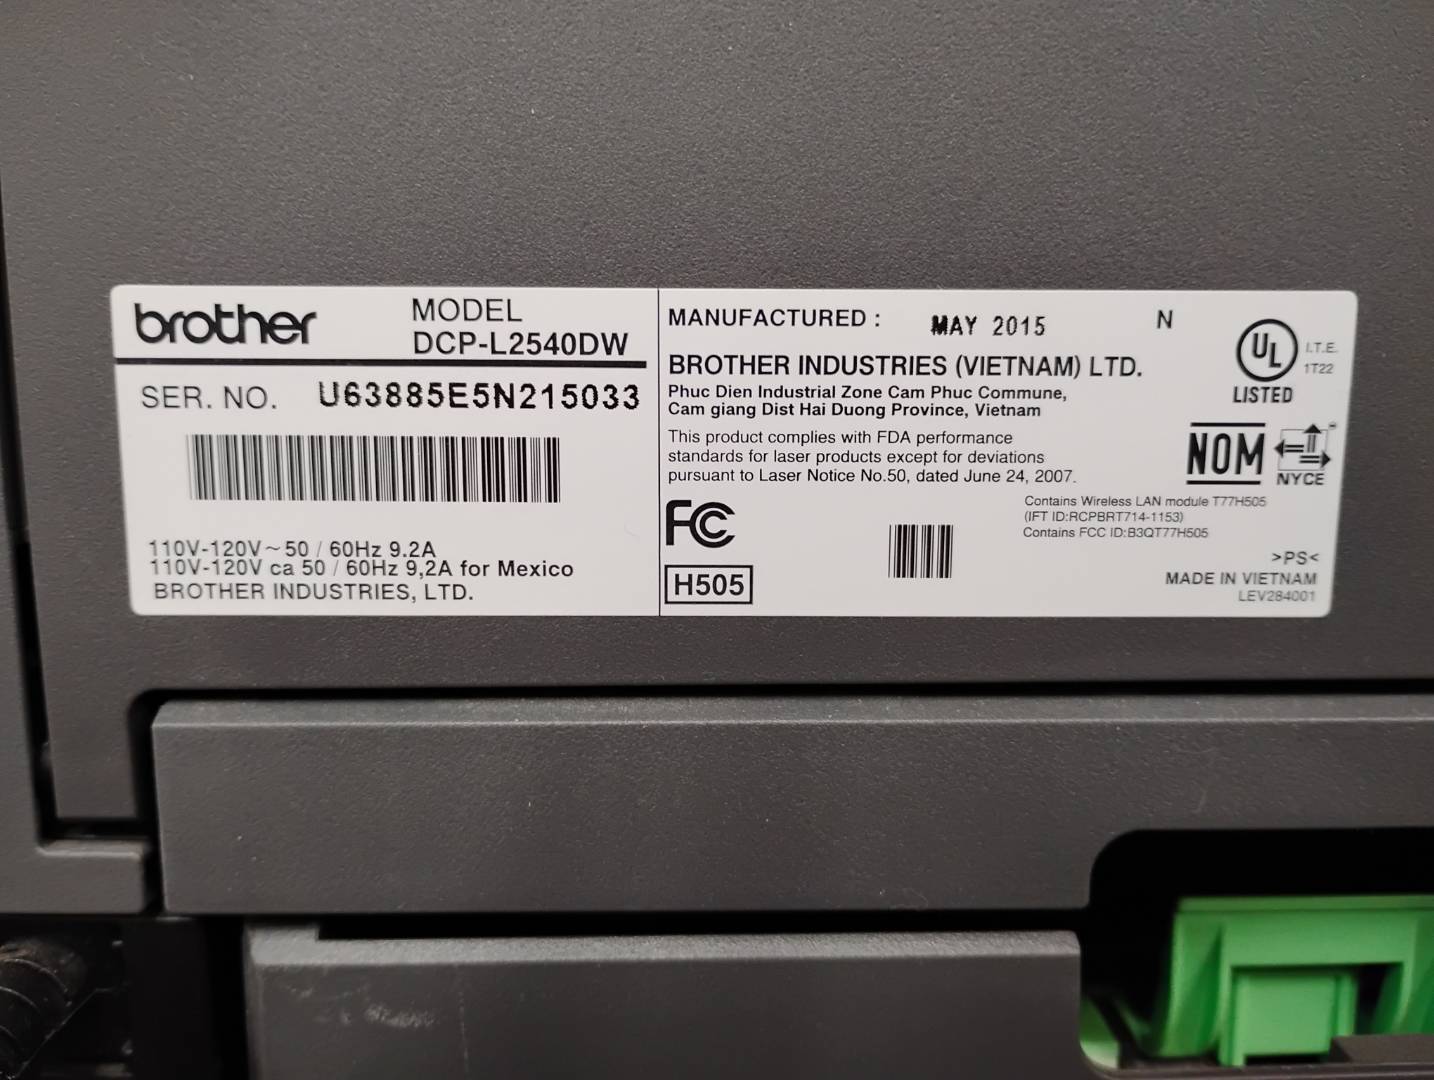 brother
MODEL
DCP-L2540DW
SER. NO. U63885E5N215033
110V-120V~50 / 60Hz 9.2A
110V-120V ca 50 / 60Hz 9,2A for Mexico
BROTHER INDUSTRIES, LTD.
MANUFACTURED : MAY 2015 N
BROTHER INDUSTRIES (VIETNAM) LTD.
Phuc Dien Industrial Zone Cam Phuc Commune,
Cam giang Dist Hai Duong Province, Vietnam
This product complies with FDA performance
standards for laser products except for deviations
pursuant to Laser Notice No.50, dated June 24, 2007.
UL
LISTED
I.T.E.
1T22
NOM
NYCE
FC
H505
Contains Wireless LAN module T77H505
(IFT ID:RCPBRT714-1153)
Contains FCC ID:B3QT77H505
>PS<
MADE IN VIETNAM
LEV284001